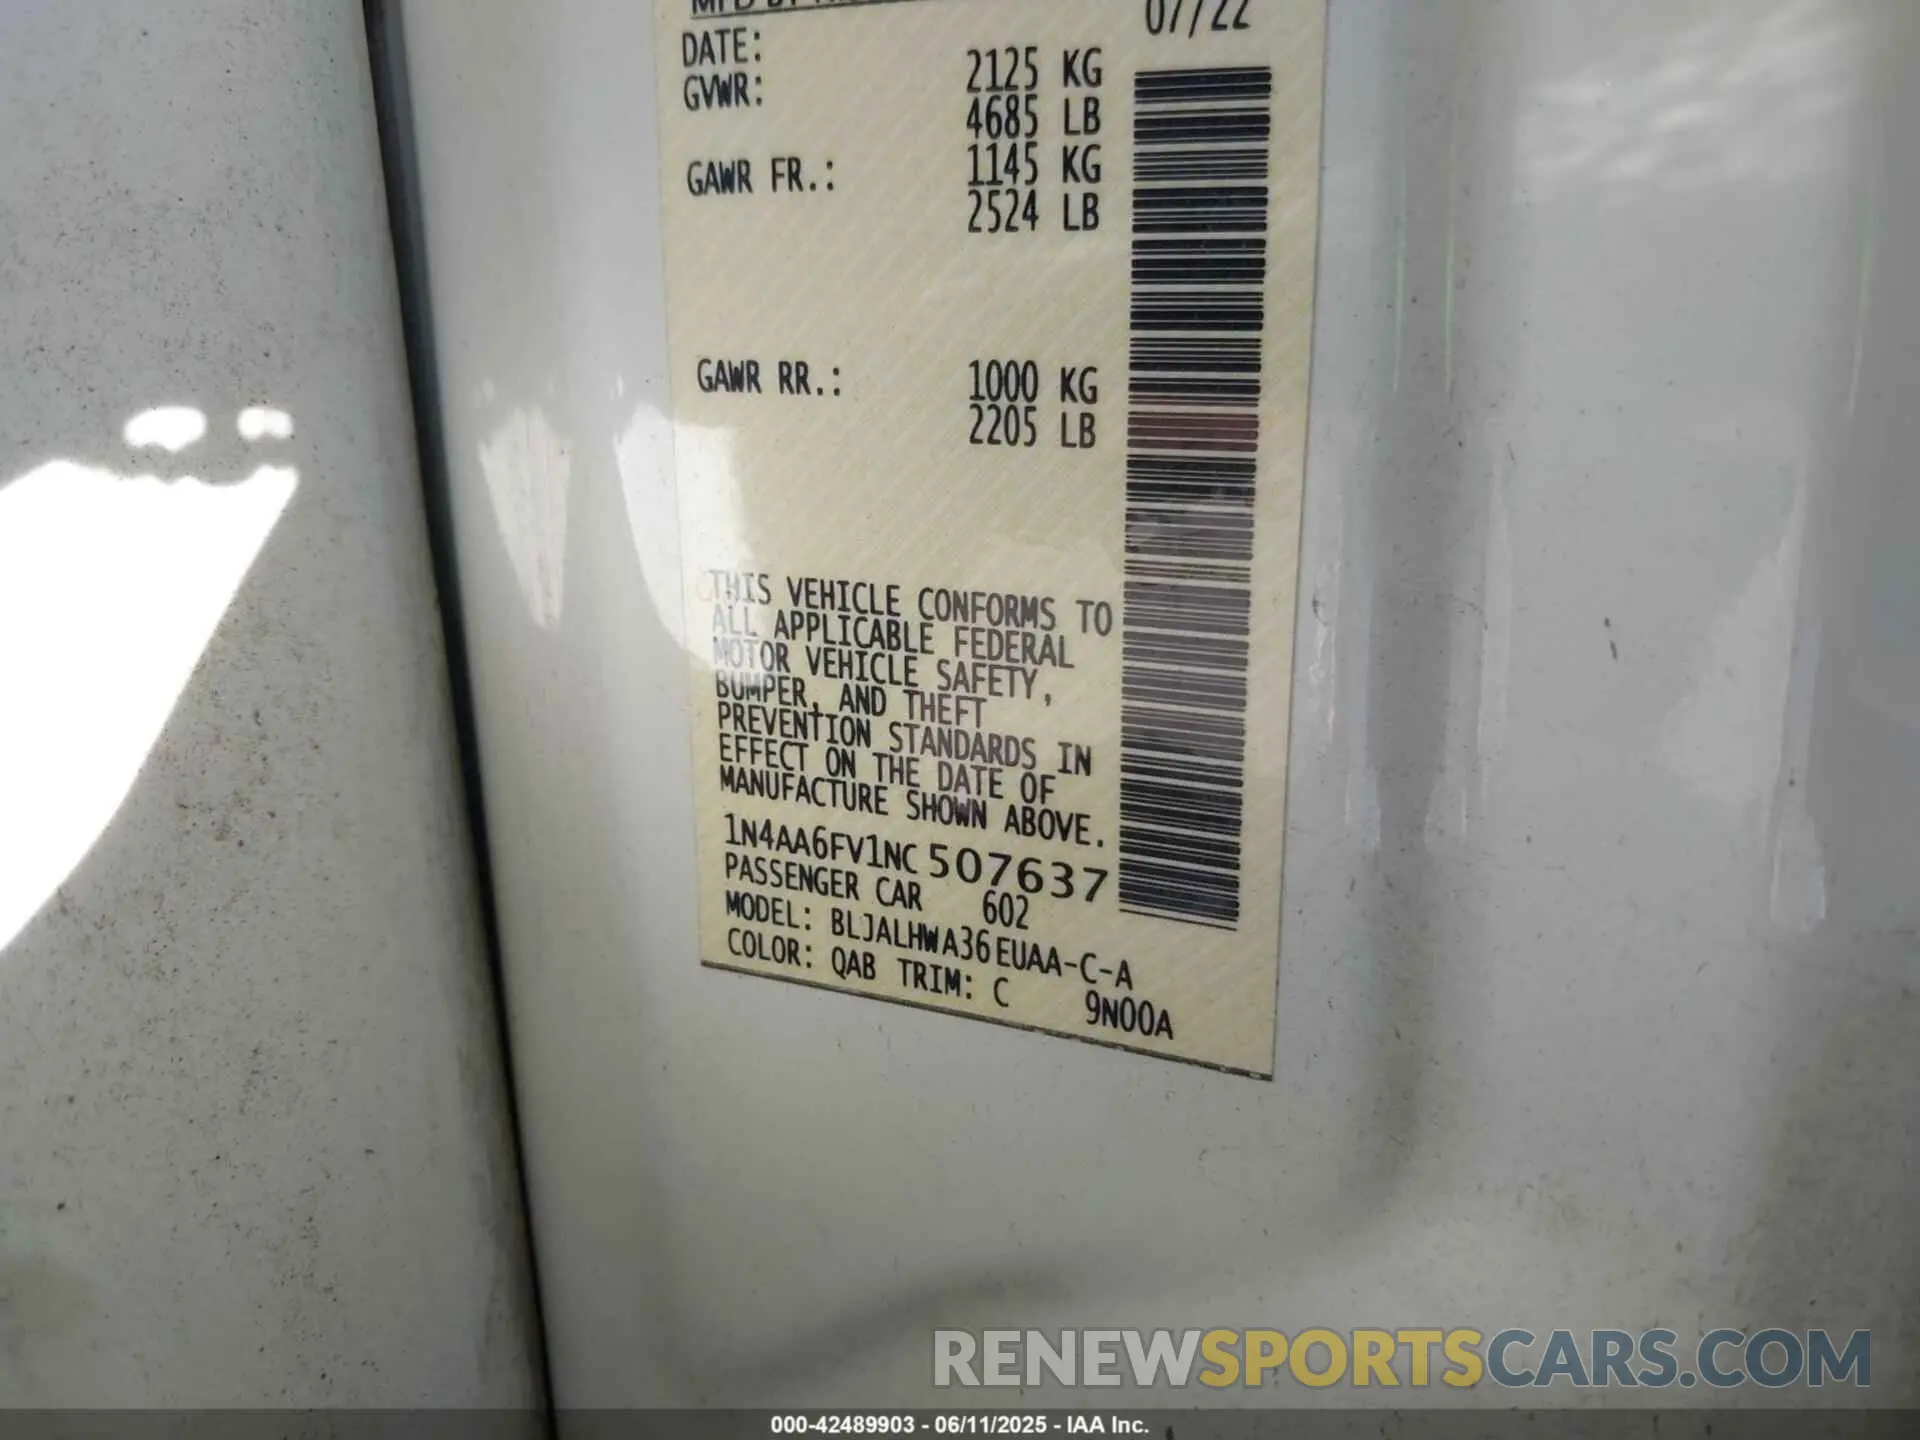 MFD BY
DATE: 07/22
GVWR: 2125 KG
4685 LB
GAWR FR.: 1145 KG
2524 LB
GAWR RR.: 1000 KG
2205 LB
THIS VEHICLE CONFORMS TO
ALL APPLICABLE FEDERAL
MOTOR VEHICLE SAFETY,
BUMPER, AND THEFT
PREVENTION STANDARDS IN
EFFECT ON THE DATE OF
MANUFACTURE SHOWN ABOVE.
1N4AA6FV1NC507637
PASSENGER CAR 602
MODEL: BLJALHWA36EUAA-C-A
COLOR: QAB TRIM: C 9N00A
RENEWSPORTSCARS.COM
000-42489903 - 06/11/2025 - IAA Inc.